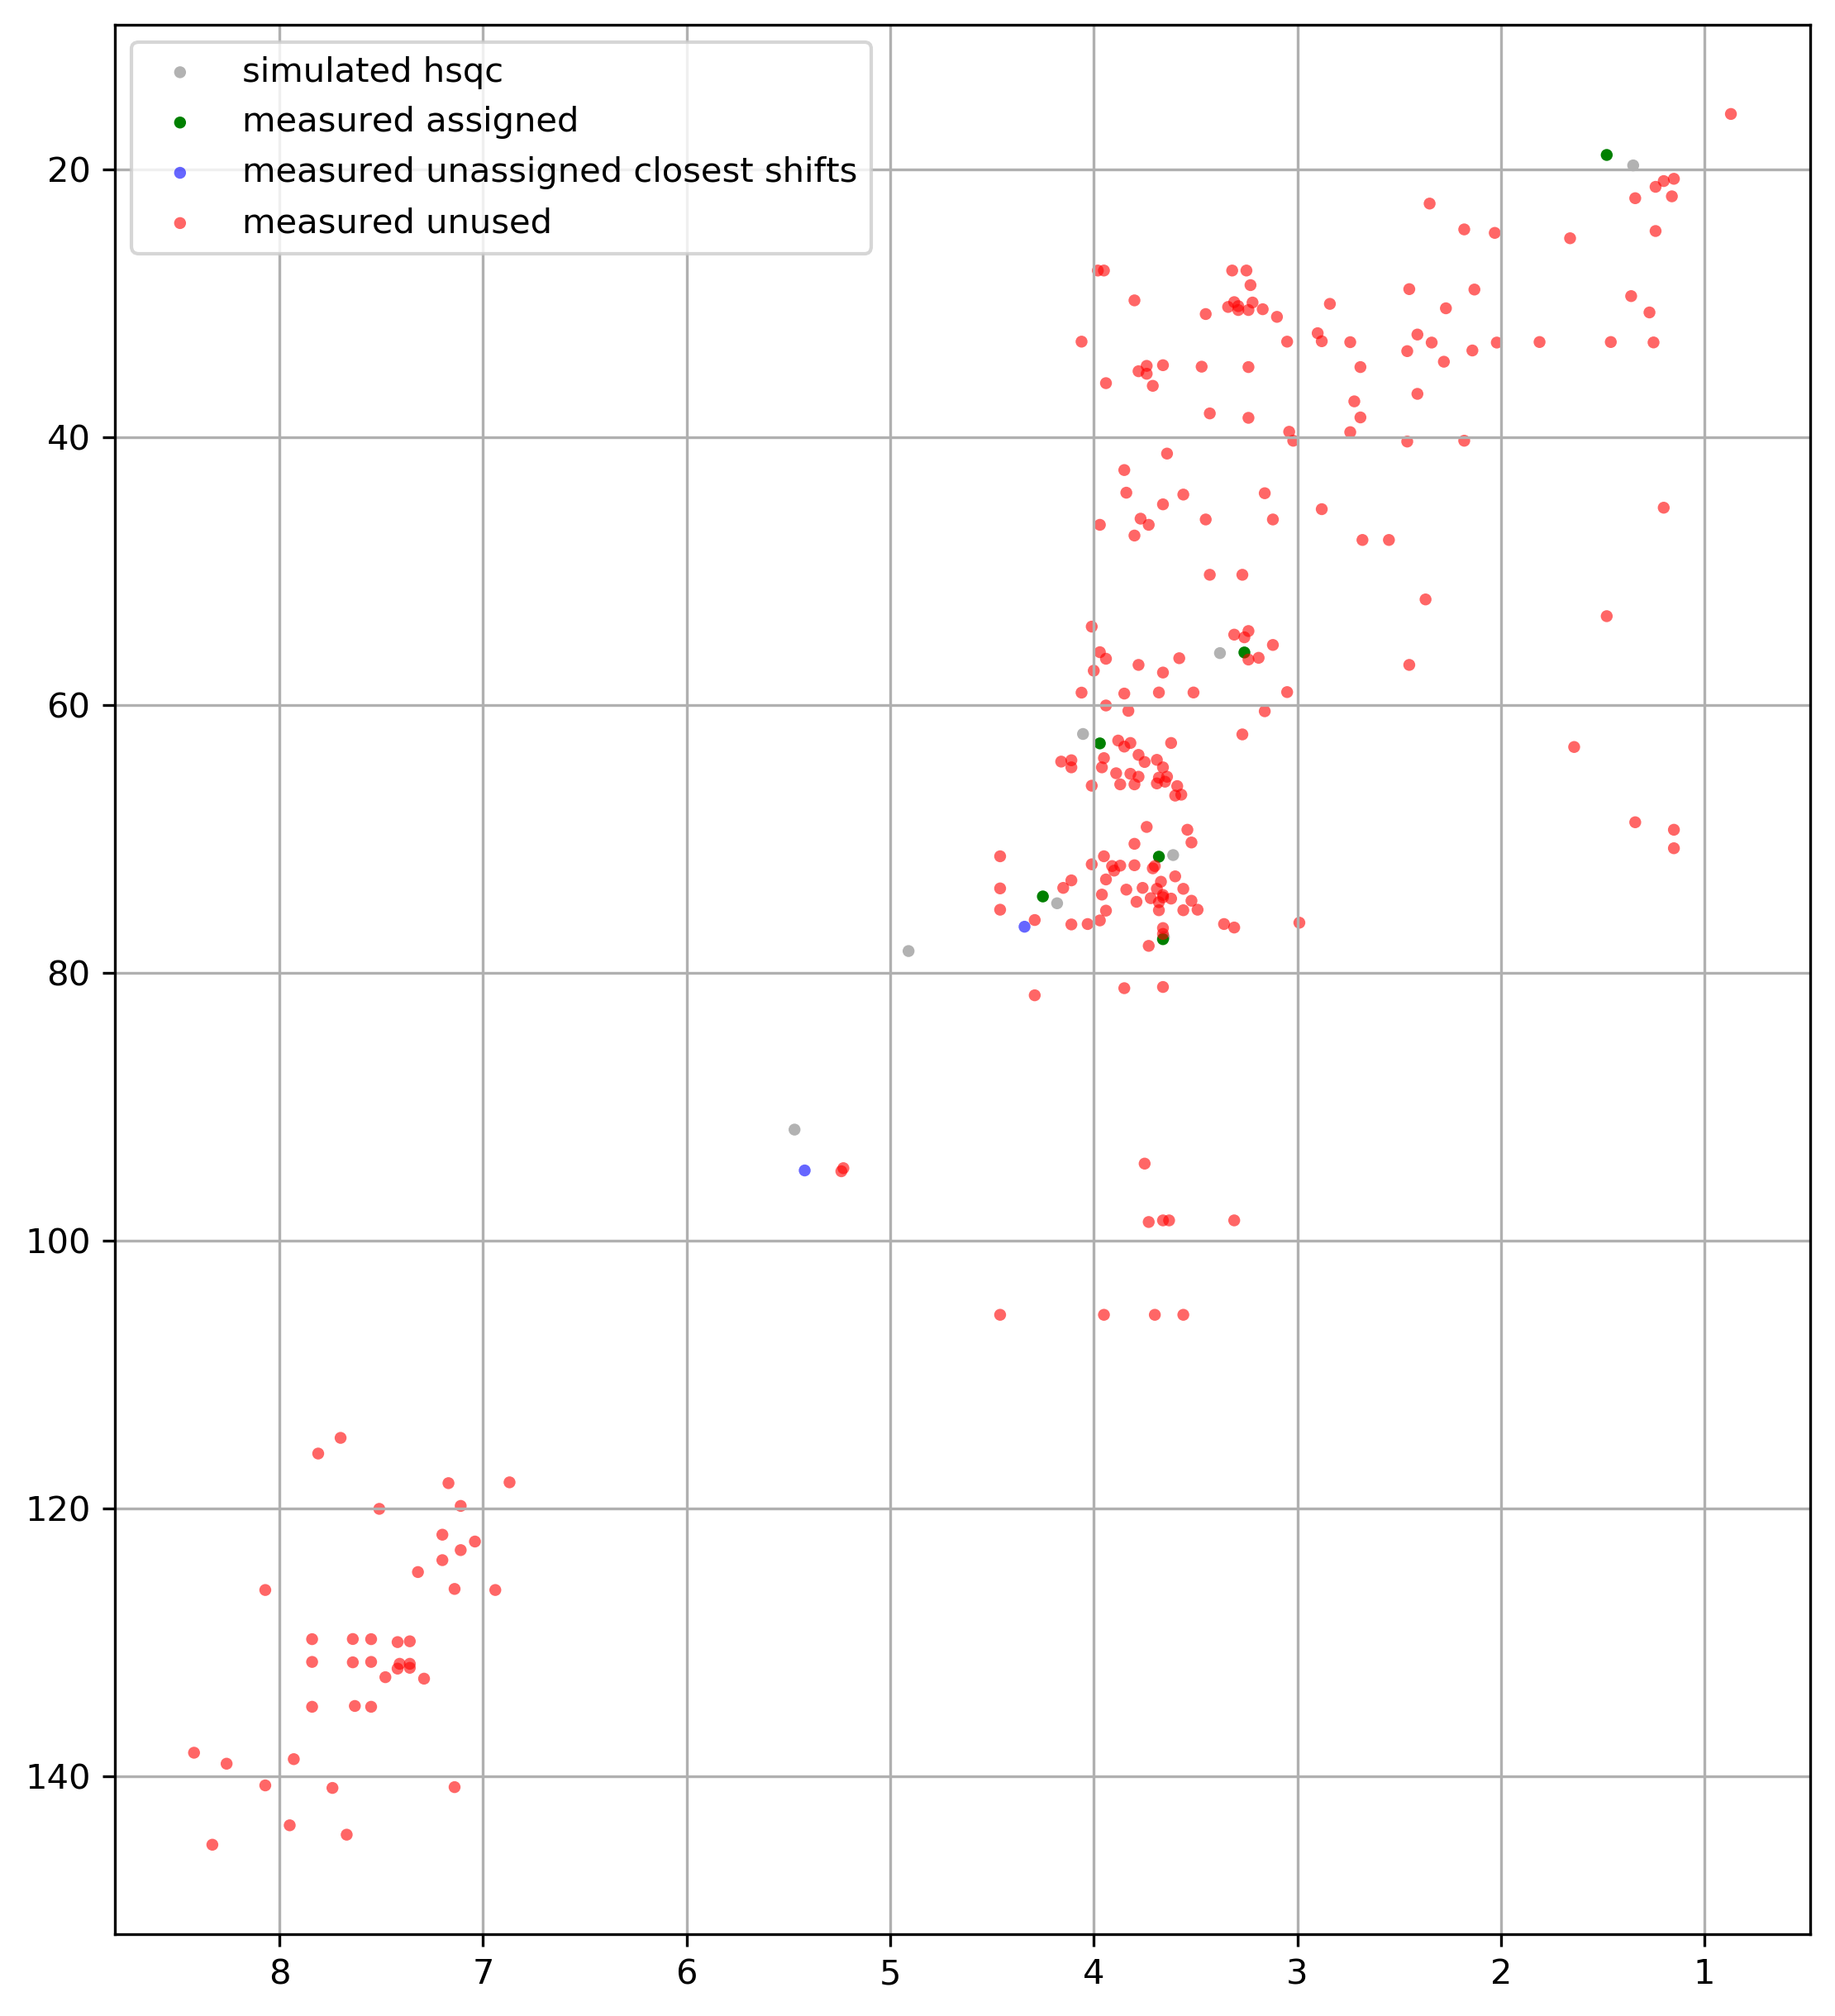 simulated hsqc
measured assigned
measured unassigned closest shifts
measured unused
20
40
60
80
100
120
140
8 7 6 5 4 3 2 1